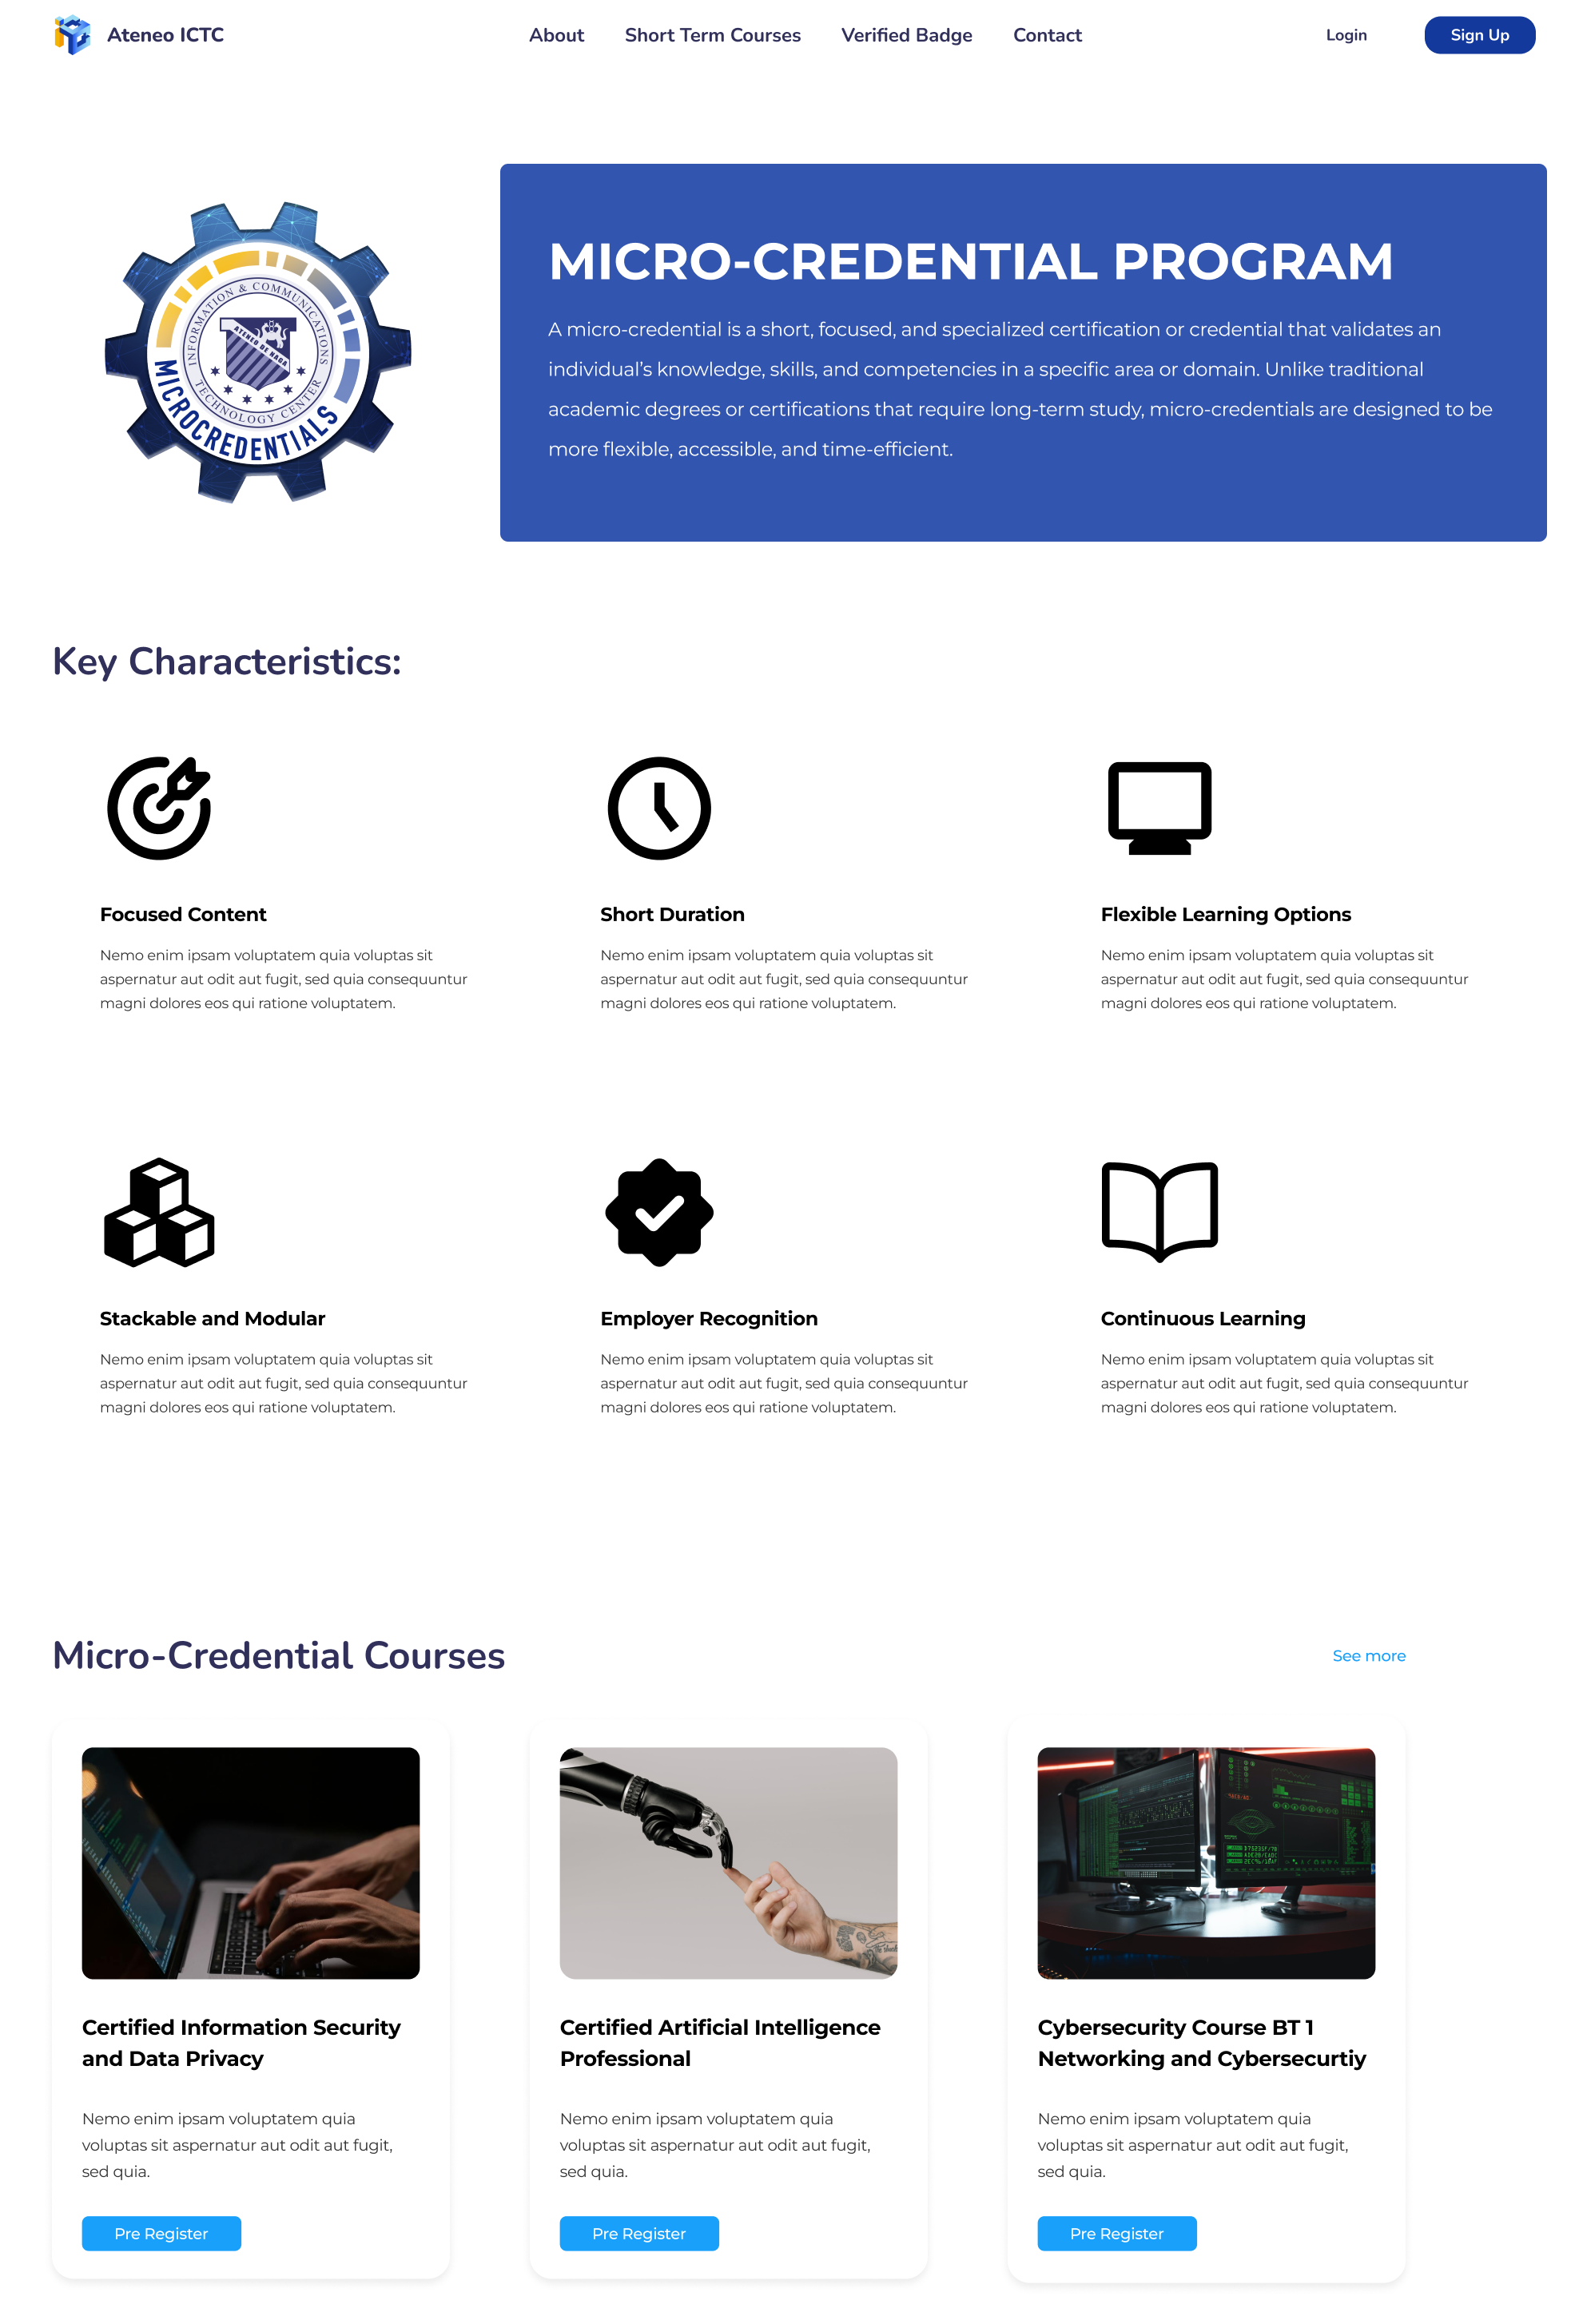 Ateneo ICTC
About
Short Term Courses
Verified Badge
Contact
Login
Sign Up
INFORMATION & COMMUNICATIONS
TECHNOLOGY CENTER
ATENEO DE NAGA
MICROCREDENTIALS
MICRO-CREDENTIAL PROGRAM
A micro-credential is a short, focused, and specialized certification or credential that validates an
individual’s knowledge, skills, and competencies in a specific area or domain. Unlike traditional
academic degrees or certifications that require long-term study, micro-credentials are designed to be
more flexible, accessible, and time-efficient.
Key Characteristics:
Focused Content
Nemo enim ipsam voluptatem quia voluptas sit
aspernatur aut odit aut fugit, sed quia consequuntur
magni dolores eos qui ratione voluptatem.
Short Duration
Nemo enim ipsam voluptatem quia voluptas sit
aspernatur aut odit aut fugit, sed quia consequuntur
magni dolores eos qui ratione voluptatem.
Flexible Learning Options
Nemo enim ipsam voluptatem quia voluptas sit
aspernatur aut odit aut fugit, sed quia consequuntur
magni dolores eos qui ratione voluptatem.
Stackable and Modular
Nemo enim ipsam voluptatem quia voluptas sit
aspernatur aut odit aut fugit, sed quia consequuntur
magni dolores eos qui ratione voluptatem.
Employer Recognition
Nemo enim ipsam voluptatem quia voluptas sit
aspernatur aut odit aut fugit, sed quia consequuntur
magni dolores eos qui ratione voluptatem.
Continuous Learning
Nemo enim ipsam voluptatem quia voluptas sit
aspernatur aut odit aut fugit, sed quia consequuntur
magni dolores eos qui ratione voluptatem.
Micro-Credential Courses
See more
Certified Information Security
and Data Privacy
Nemo enim ipsam voluptatem quia
voluptas sit aspernatur aut odit aut fugit,
sed quia.
Pre Register
Certified Artificial Intelligence
Professional
Nemo enim ipsam voluptatem quia
voluptas sit aspernatur aut odit aut fugit,
sed quia.
Pre Register
Cybersecurity Course BT 1
Networking and Cybersecurtiy
Nemo enim ipsam voluptatem quia
voluptas sit aspernatur aut odit aut fugit,
sed quia.
Pre Register